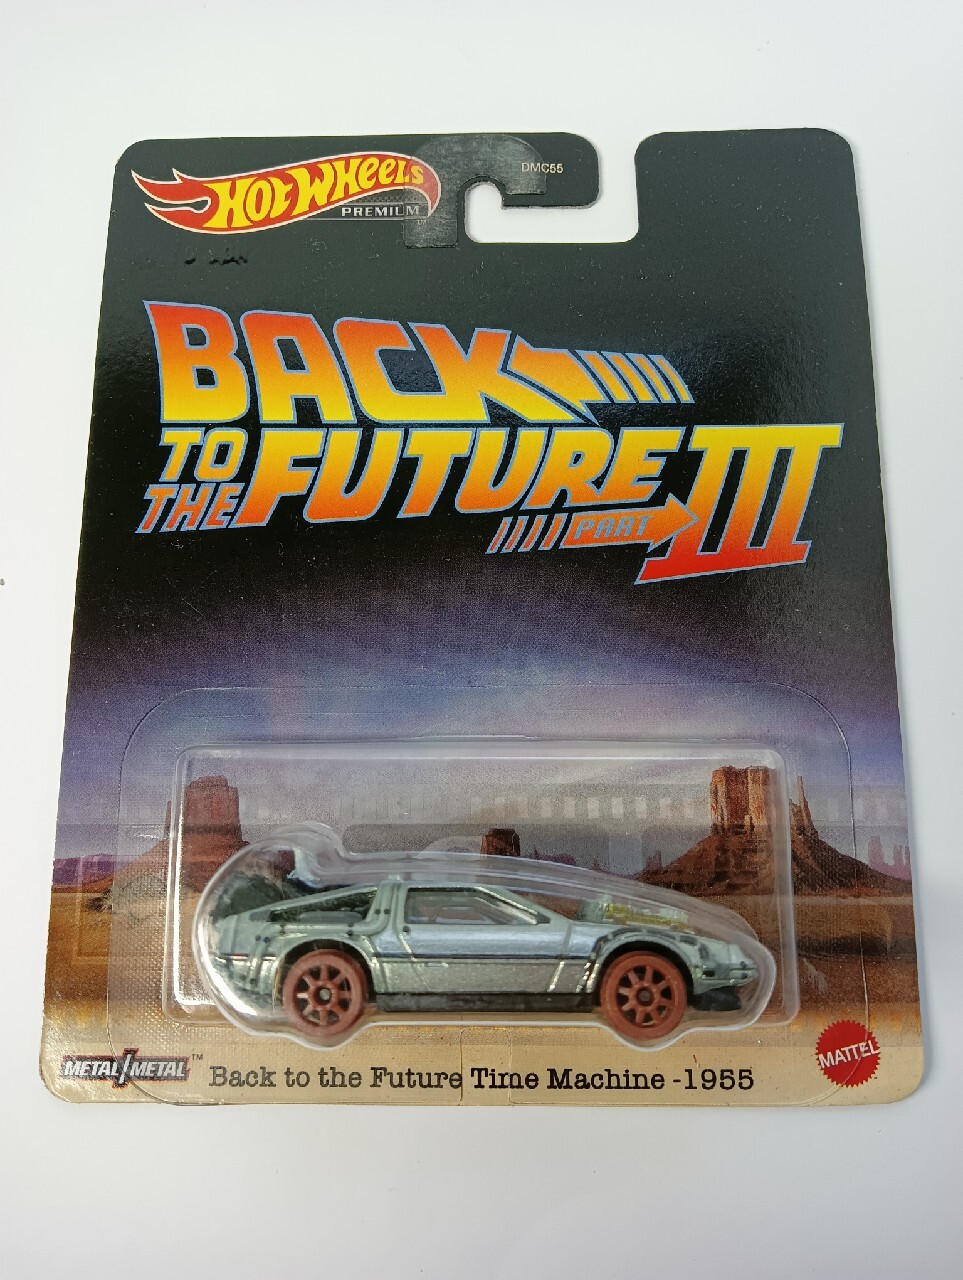 HOT WHEELS
PREMIUM
DMC55
BACK
TO
THE FUTURE
PART III
METAL/METAL™
Back to the Future Time Machine -1955
MATTEL